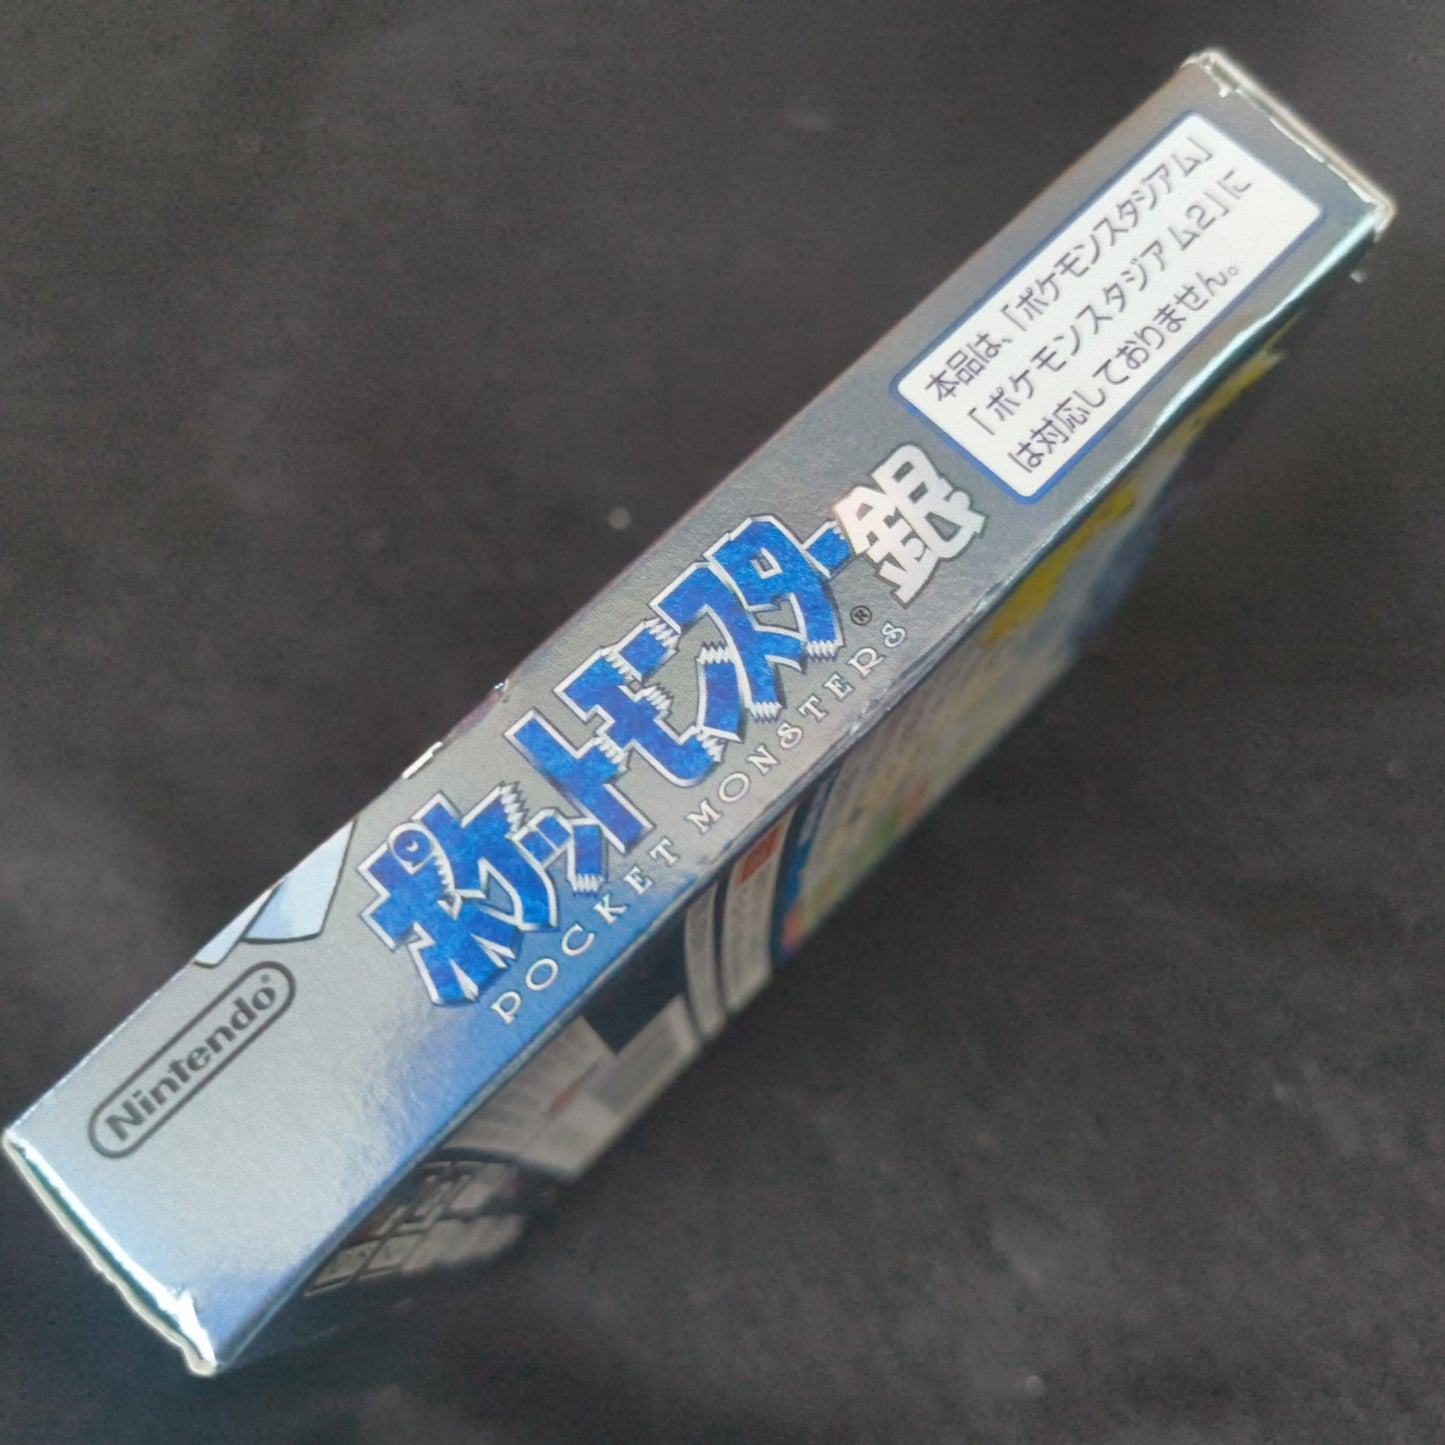 Nintendo®
ポケットモンスター銀
POCKET MONSTERS®
本品は、「ポケモンスタジアム」
「ポケモンスタジアム2」に
は対応しておりません。